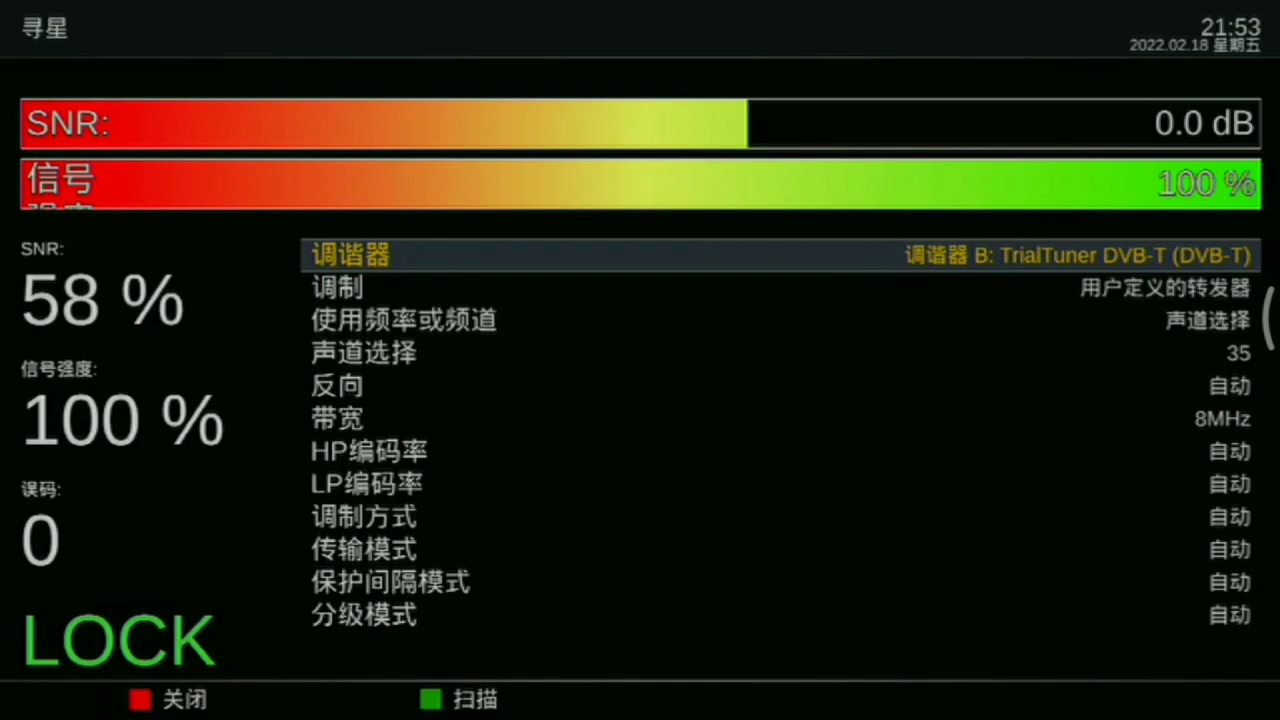 寻星
21:53
2022.02.18 星期五
SNR: 0.0 dB
信号 100 %
SNR:
58 %
信号强度:
100 %
误码:
0
LOCK
调谐器 调谐器 B: TrialTuner DVB-T (DVB-T)
调制 用户定义的转发器
使用频率或频道 声道选择
声道选择 35
反向 自动
带宽 8MHz
HP编码率 自动
LP编码率 自动
调制方式 自动
传输模式 自动
保护间隔模式 自动
分级模式 自动
关闭 扫描